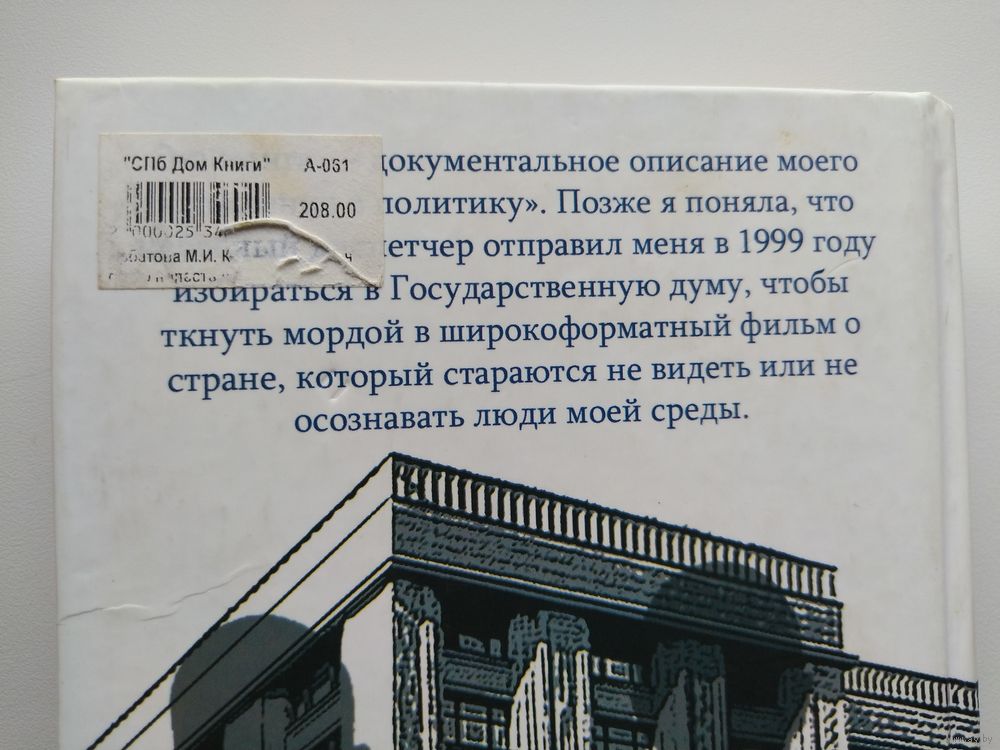 "СПб Дом Книги" А-061
208.00
М.И.
документальное описание моего
политику». Позже я поняла, что
петчер отправил меня в 1999 году
избираться в Государственную думу, чтобы
ткнуть мордой в широкоформатный фильм о
стране, который стараются не видеть или не
осознавать люди моей среды.